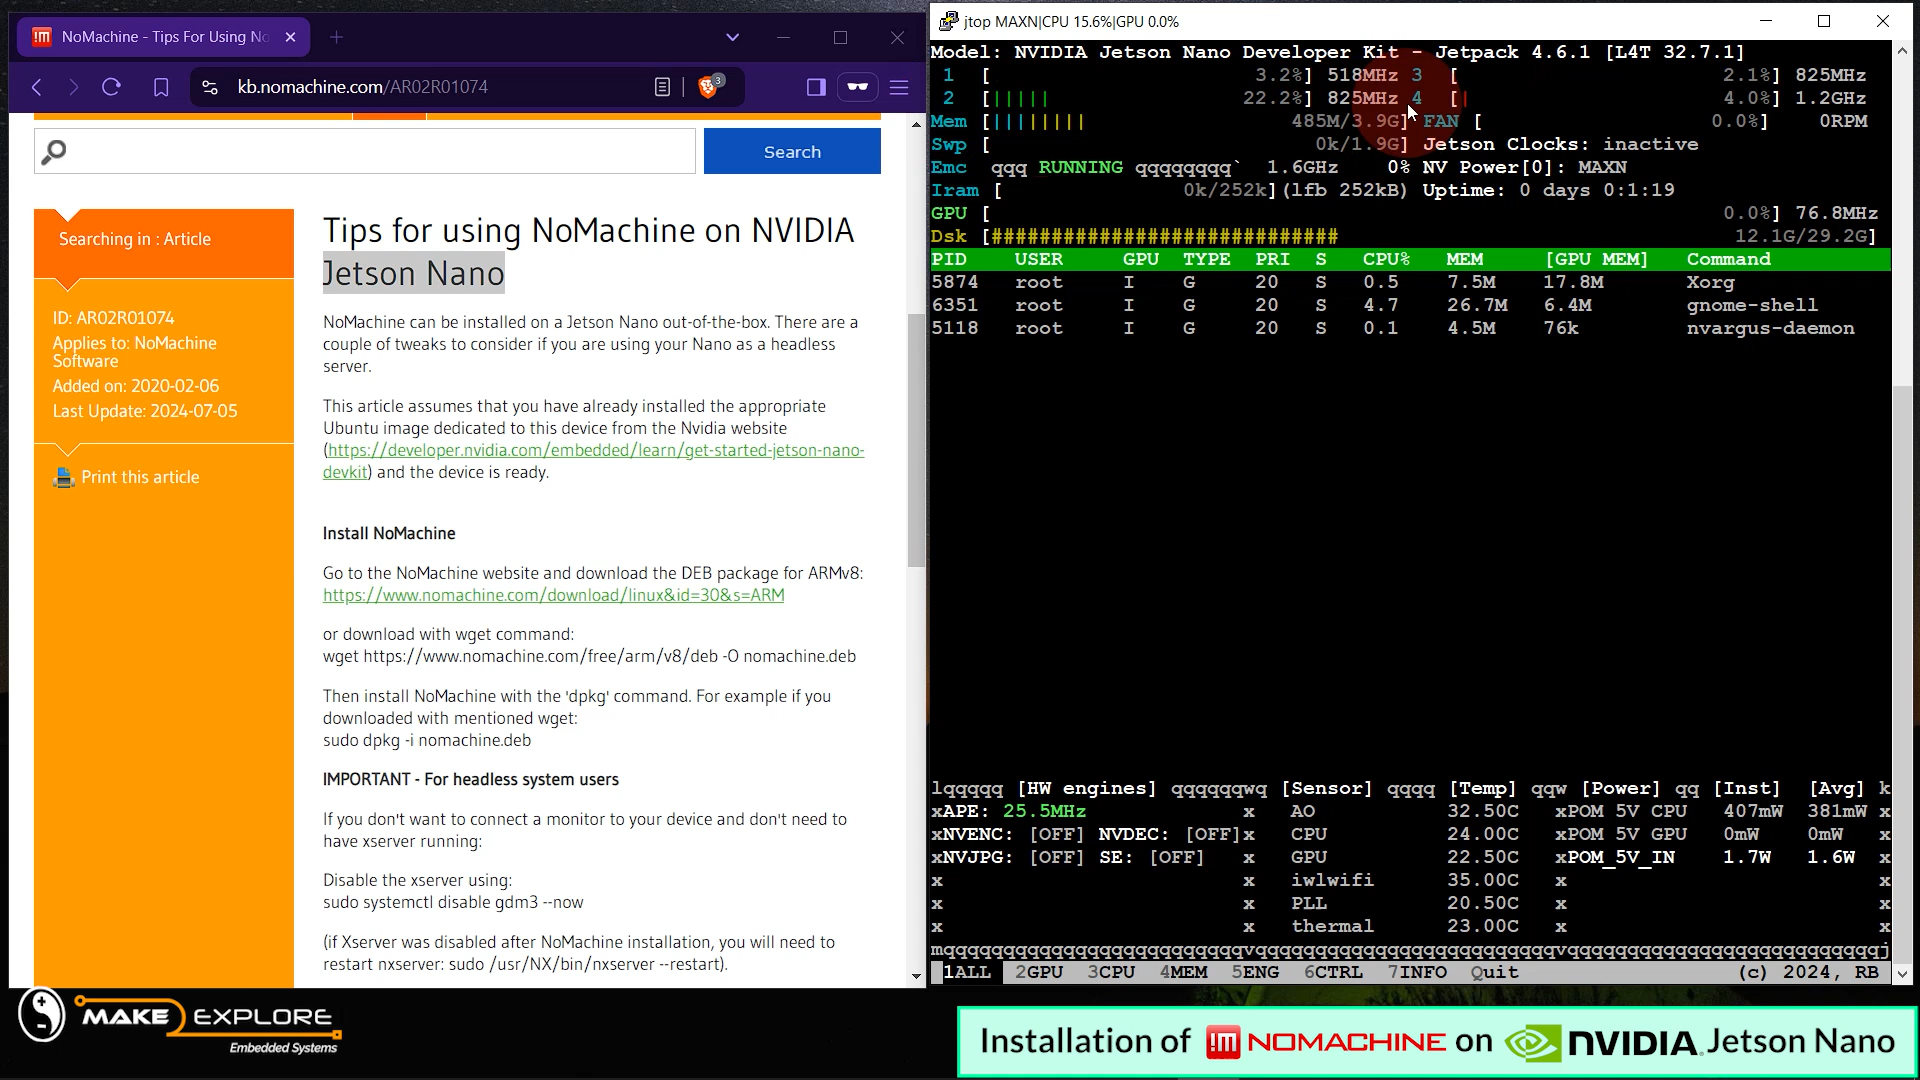 NoMachine - Tips For Using No
kb.nomachine.com/AR02R01074
3
Search
Searching in : Article
ID: AR02R01074
Applies to: NoMachine
Software
Added on: 2020-02-06
Last Update: 2024-07-05
Print this article
Tips for using NoMachine on NVIDIA
Jetson Nano
NoMachine can be installed on a Jetson Nano out-of-the-box. There are a
couple of tweaks to consider if you are using your Nano as a headless
server.
This article assumes that you have already installed the appropriate
Ubuntu image dedicated to this device from the Nvidia website
(https://developer.nvidia.com/embedded/learn/get-started-jetson-nano-
devkit) and the device is ready.
Install NoMachine
Go to the NoMachine website and download the DEB package for ARMv8:
https://www.nomachine.com/download/linux&id=30&s=ARM
or download with wget command:
wget https://www.nomachine.com/free/arm/v8/deb -O nomachine.deb
Then install NoMachine with the 'dpkg' command. For example if you
downloaded with mentioned wget:
sudo dpkg -i nomachine.deb
IMPORTANT - For headless system users
If you don't want to connect a monitor to your device and don't need to
have xserver running:
Disable the xserver using:
sudo systemctl disable gdm3 --now
(if Xserver was disabled after NoMachine installation, you will need to
restart nxserver: sudo /usr/NX/bin/nxserver --restart).
jtop MAXN|CPU 15.6%|GPU 0.0%
Model: NVIDIA Jetson Nano Developer Kit - Jetpack 4.6.1 [L4T 32.7.1]
1 [ 3.2%] 518MHz 3 [ 2.1%] 825MHz
2 [||||| 22.2%] 825MHz 4 [| 4.0%] 1.2GHz
Mem [|||||||| 485M/3.9G] FAN [ 0.0%] 0RPM
Swp [ 0k/1.9G] Jetson Clocks: inactive
Emc qqq RUNNING qqqqqqqq` 1.6GHz 0% NV Power[0]: MAXN
Iram [ 0k/252k](lfb 252kB) Uptime: 0 days 0:1:19
GPU [ 0.0%] 76.8MHz
Dsk [############################# 12.1G/29.2G]
PID USER GPU TYPE PRI S CPU% MEM [GPU MEM] Command
5874 root I G 20 S 0.5 7.5M 17.8M Xorg
6351 root I G 20 S 4.7 26.7M 6.4M gnome-shell
5118 root I G 20 S 0.1 4.5M 76k nvargus-daemon
lqqqqq [HW engines] qqqqqqwq [Sensor] qqqq [Temp] qqw [Power] qq [Inst] [Avg] k
xAPE: 25.5MHz x AO 32.50C xPOM 5V CPU 407mW 381mW x
xNVENC: [OFF] NVDEC: [OFF]x CPU 24.00C xPOM 5V GPU 0mW 0mW x
xNVJPG: [OFF] SE: [OFF] x GPU 22.50C xPOM_5V_IN 1.7W 1.6W x
x x iwlwifi 35.00C x x
x x PLL 20.50C x x
x x thermal 23.00C x x
mqqqqqqqqqqqqqqqqqqqqqqqqqvqqqqqqqqqqqqqqqqqqqqqqqqqvqqqqqqqqqqqqqqqqqqqqqqqqqqj
1ALL 2GPU 3CPU 4MEM 5ENG 6CTRL 7INFO Quit (c) 2024, RB
MAKE EXPLORE
Embedded Systems
Installation of !M NOMACHINE on NVIDIA. Jetson Nano